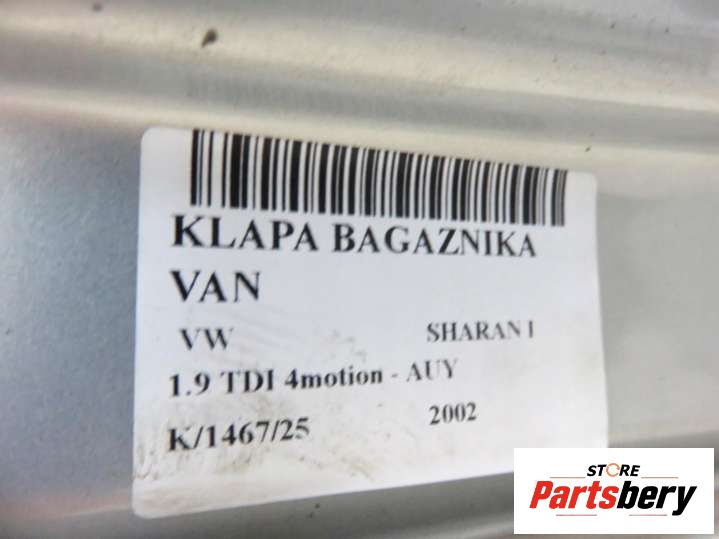 KLAPA BAGAZNIKA
VAN
VW SHARAN I
1.9 TDI 4motion - AUY
K/1467/25 2002
STORE
Partsbery